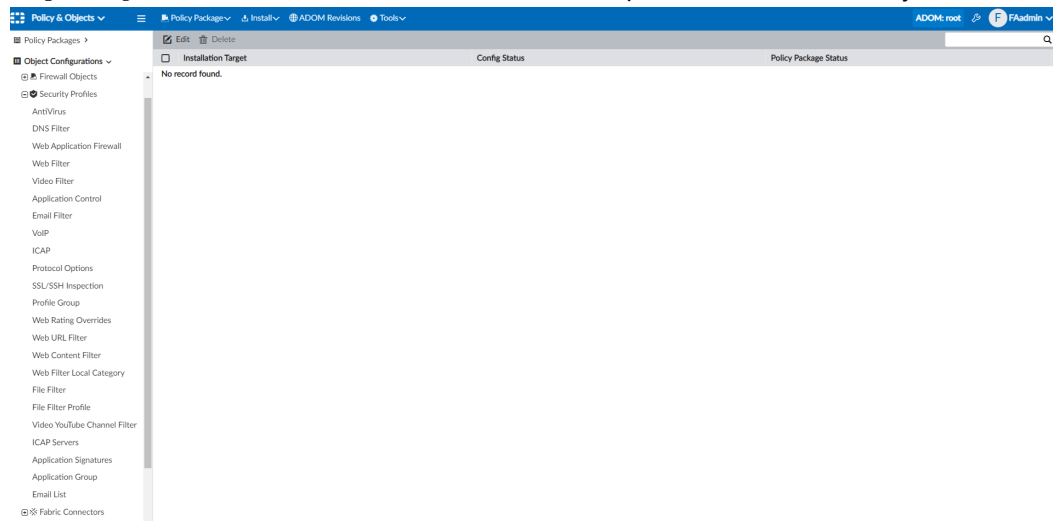 Policy & Objects
Policy Package Install ADOM Revisions Tools
ADOM: root F FAadmin
Policy Packages
Edit Delete
Object Configurations
Installation Target Config Status Policy Package Status
Firewall Objects
No record found.
Security Profiles
AntiVirus
DNS Filter
Web Application Firewall
Web Filter
Video Filter
Application Control
Email Filter
VoIP
ICAP
Protocol Options
SSL/SSH Inspection
Profile Group
Web Rating Overrides
Web URL Filter
Web Content Filter
Web Filter Local Category
File Filter
File Filter Profile
Video YouTube Channel Filter
ICAP Servers
Application Signatures
Application Group
Email List
Fabric Connectors